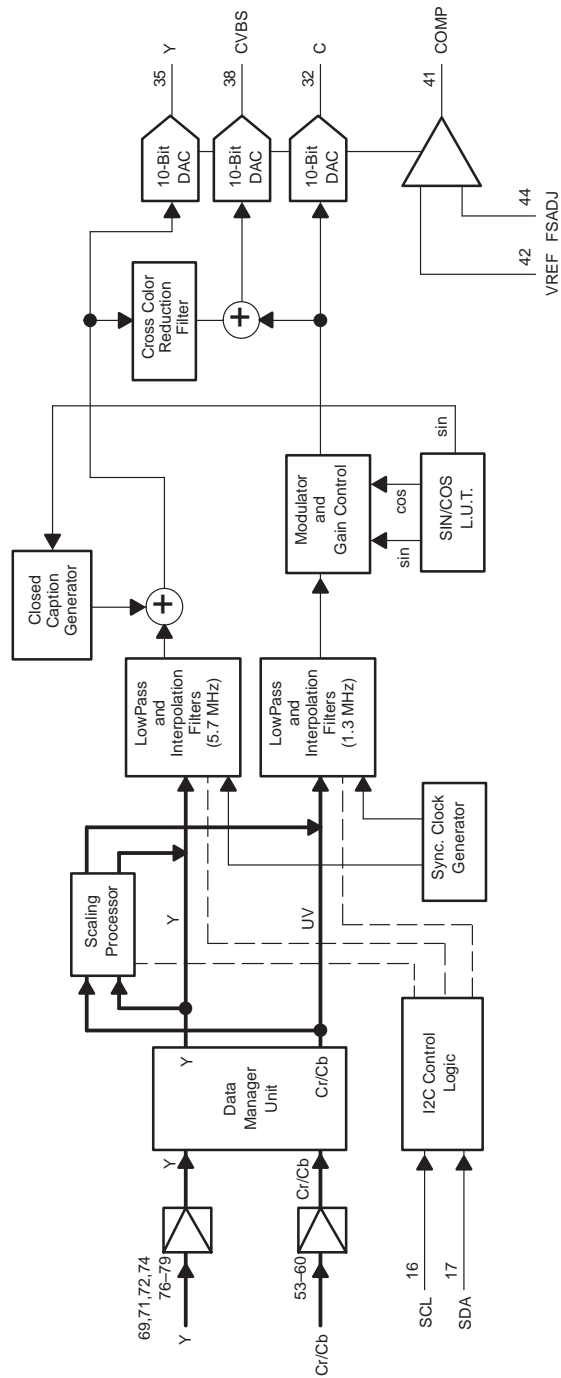 69,71,72,74
76–79
Y
Y
53–60
Cr/Cb
Cr/Cb
Data
Manager
Unit
Y
Cr/Cb
Scaling
Processor
Y
UV
SCL
16
SDA
17
I2C Control
Logic
Sync. Clock
Generator
LowPass
and
Interpolation
Filters
(5.7 MHz)
LowPass
and
Interpolation
Filters
(1.3 MHz)
Closed
Caption
Generator
+
Modulator
and
Gain Control
sin
cos
SIN/COS
L.U.T.
sin
Cross Color
Reduction
Filter
+
10-Bit
DAC
35
Y
10-Bit
DAC
38
CVBS
10-Bit
DAC
32
C
41
COMP
42
VREF
44
FSADJ